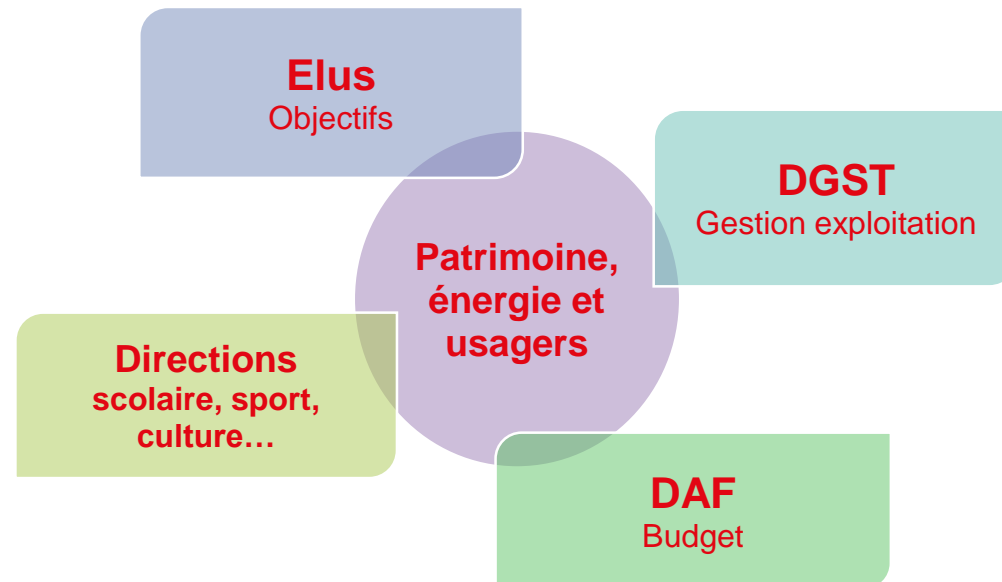 Elus
Objectifs
DGST
Gestion exploitation
Patrimoine,
énergie et
usagers
Directions
scolaire, sport,
culture…
DAF
Budget